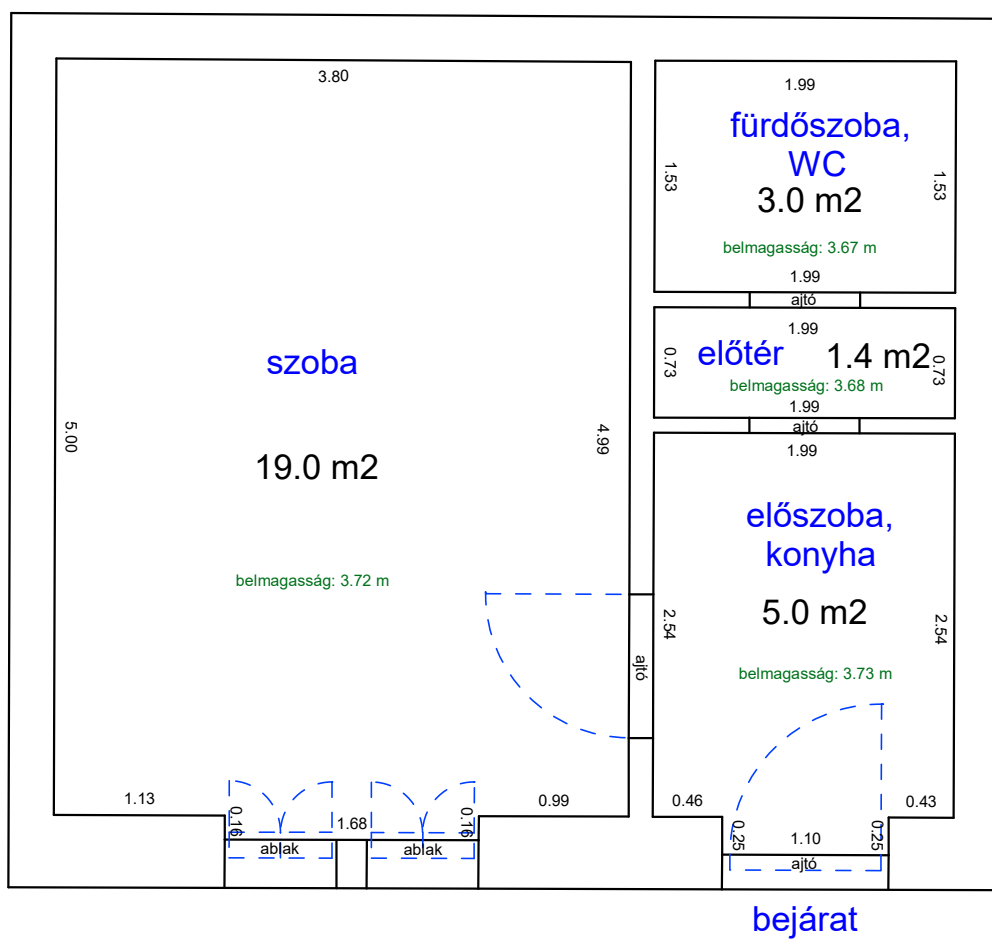 3.80
szoba
5.00
4.99
19.0 m2
belmagasság: 3.72 m
1.13
0.16
1.68
0.16
0.99
ablak
ablak
ajtó
1.99
fürdőszoba,
WC
1.53
1.53
3.0 m2
belmagasság: 3.67 m
1.99
ajtó
1.99
0.73
előtér
1.4 m2
0.73
belmagasság: 3.68 m
1.99
ajtó
1.99
előszoba,
konyha
2.54
5.0 m2
2.54
belmagasság: 3.73 m
0.46
0.43
0.25
1.10
0.25
ajtó
bejárat